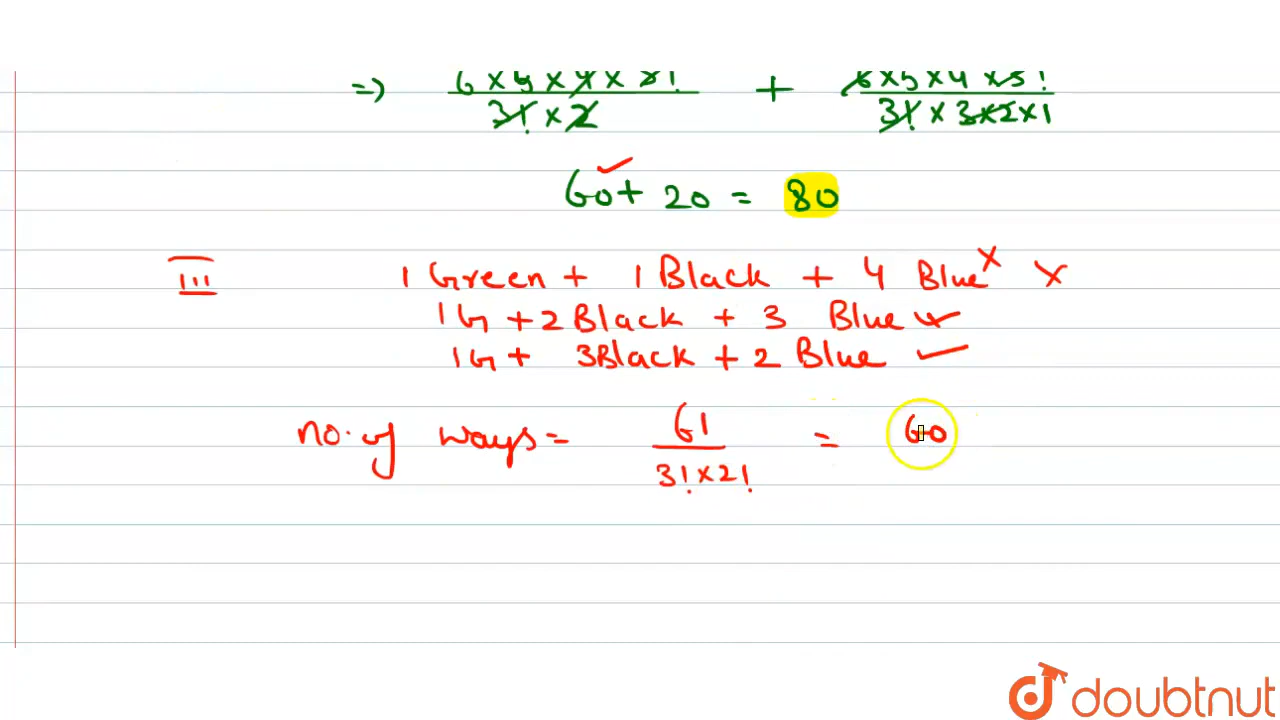 => 6×5×4×3! / 3!×2 + 6×5×4×3! / 3!×3×2×1
60+ 20 = 80
III 1 Green + 1 Black + 4 Blue× ×
1G +2 Black + 3 Blue ✓
1G + 3Black + 2 Blue ✓
no. of ways = 6! / 3!×2! = 60
doubtnut